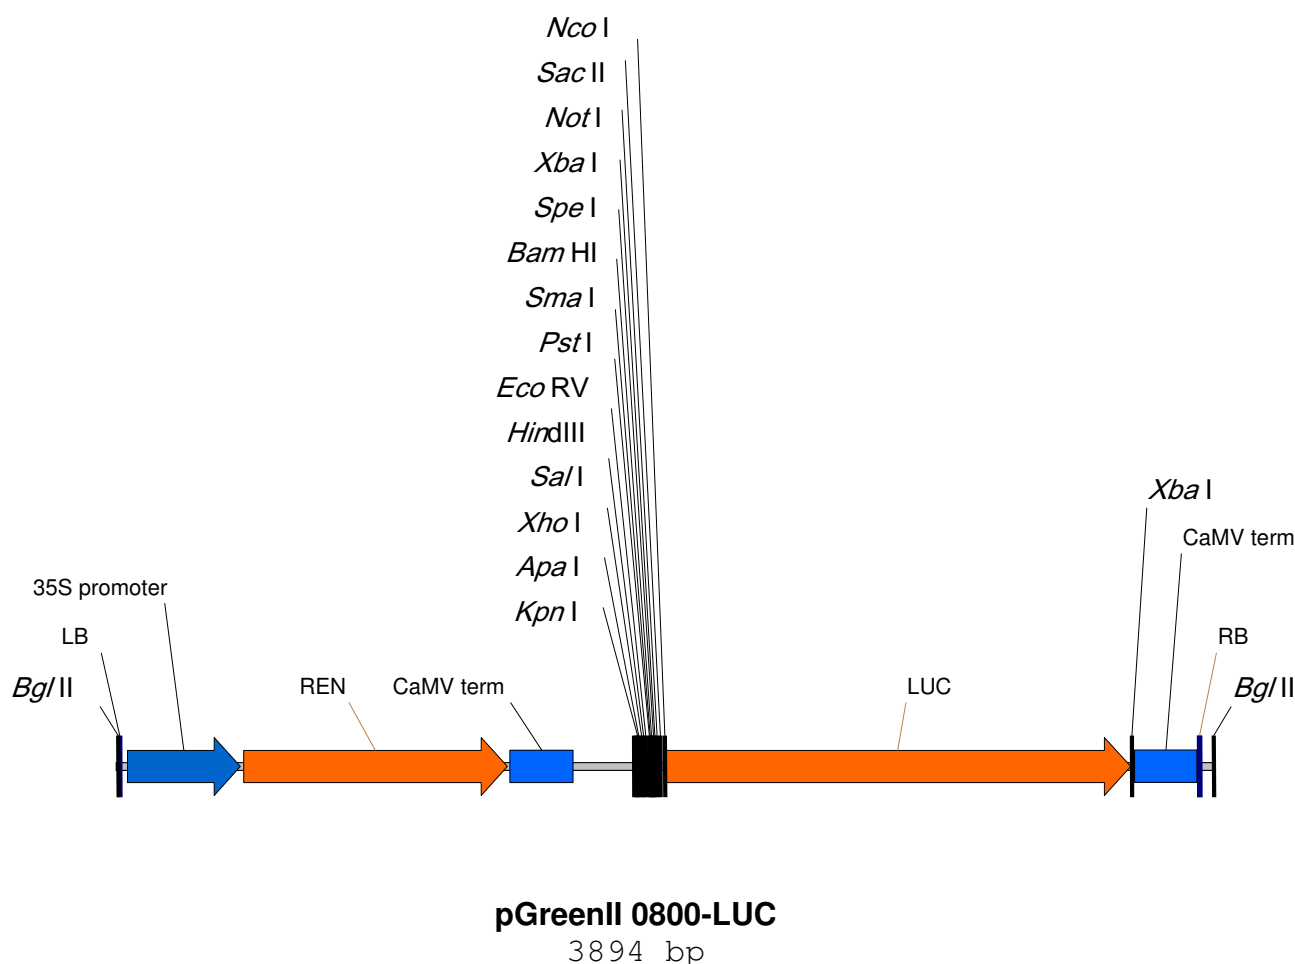 Nco I
Sac II
Not I
Xba I
Spe I
Bam HI
Sma I
Pst I
Eco RV
HindIII
Sal I
Xba I
Xho I
CaMV term
Apa I
35S promoter
Kpn I
LB
RB
Bgl II
REN
CaMV term
LUC
Bgl II
pGreenII 0800-LUC
3894 bp